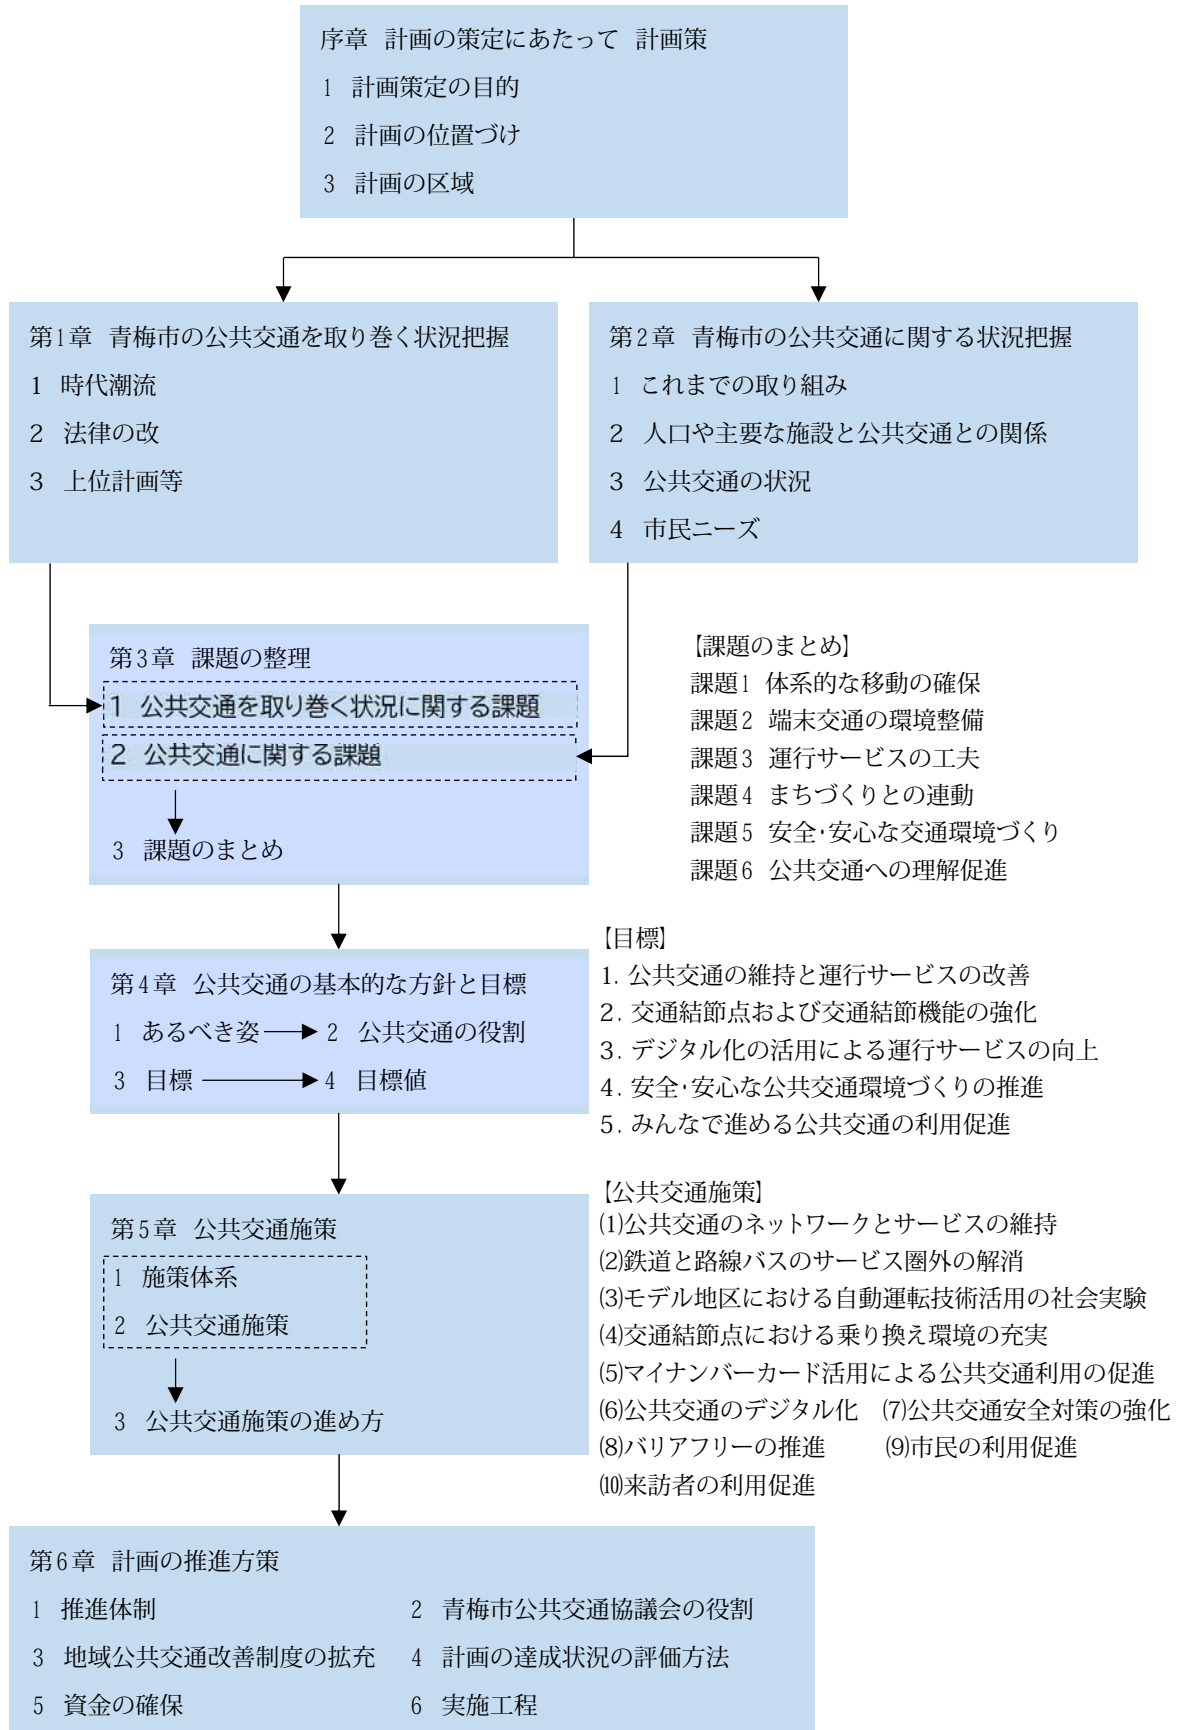 序章 計画の策定にあたって 計画策
1 計画策定の目的
2 計画の位置づけ
3 計画の区域
第1章 青梅市の公共交通を取り巻く状況把握
1 時代潮流
2 法律の改
3 上位計画等
第2章 青梅市の公共交通に関する状況把握
1 これまでの取り組み
2 人口や主要な施設と公共交通との関係
3 公共交通の状況
4 市民ニーズ
第3章 課題の整理
1 公共交通を取り巻く状況に関する課題
2 公共交通に関する課題
3 課題のまとめ
【課題のまとめ】
課題1 体系的な移動の確保
課題2 端末交通の環境整備
課題3 運行サービスの工夫
課題4 まちづくりとの連動
課題5 安全・安心な交通環境づくり
課題6 公共交通への理解促進
第4章 公共交通の基本的な方針と目標
1 あるべき姿 2 公共交通の役割
3 目標 4 目標値
【目標】
1. 公共交通の維持と運行サービスの改善
2. 交通結節点および交通結節機能の強化
3. デジタル化の活用による運行サービスの向上
4. 安全・安心な公共交通環境づくりの推進
5. みんなで進める公共交通の利用促進
第5章 公共交通施策
1 施策体系
2 公共交通施策
3 公共交通施策の進め方
【公共交通施策】
(1)公共交通のネットワークとサービスの維持
(2)鉄道と路線バスのサービス圏外の解消
(3)モデル地区における自動運転技術活用の社会実験
(4)交通結節点における乗り換え環境の充実
(5)マイナンバーカード活用による公共交通利用の促進
(6)公共交通のデジタル化 (7)公共交通安全対策の強化
(8)バリアフリーの推進 (9)市民の利用促進
(10)来訪者の利用促進
第6章 計画の推進方策
1 推進体制 2 青梅市公共交通協議会の役割
3 地域公共交通改善制度の拡充 4 計画の達成状況の評価方法
5 資金の確保 6 実施工程